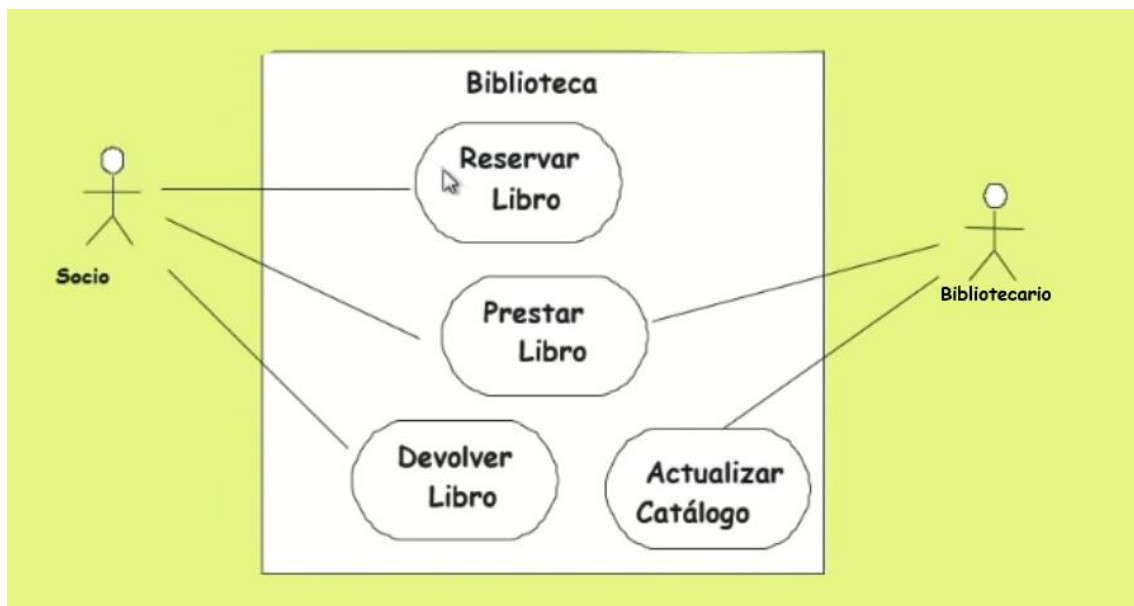 Biblioteca
Reservar
Libro
Socio
Bibliotecario
Prestar
Libro
Devolver
Libro
Actualizar
Catálogo